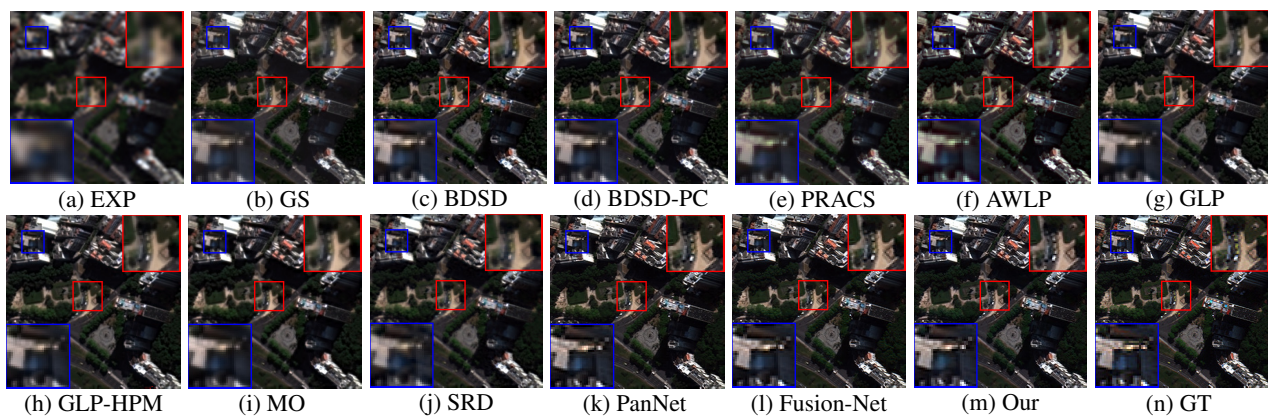 (a) EXP (b) GS (c) BDSD (d) BDSD-PC (e) PRACS (f) AWLP (g) GLP
(h) GLP-HPM (i) MO (j) SRD (k) PanNet (l) Fusion-Net (m) Our (n) GT